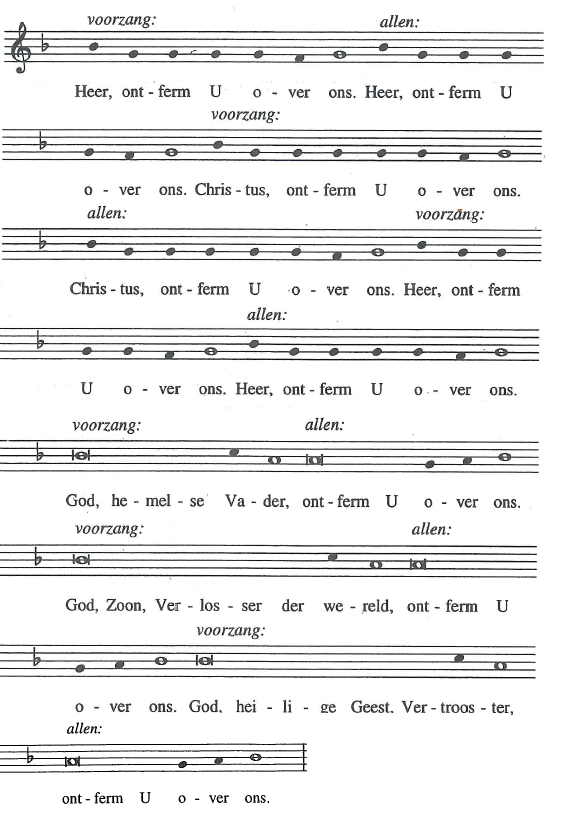 voorzang: allen:
Heer, ont - ferm U o - ver ons. Heer, ont - ferm U
voorzang:
o - ver ons. Chris - tus, ont - ferm U o - ver ons.
allen: voorzang:
Chris - tus, ont - ferm U o - ver ons. Heer, ont - ferm
allen:
U o - ver ons. Heer, ont - ferm U o - ver ons.
voorzang: allen:
God, he - mel - se Va - der, ont - ferm U o - ver ons.
voorzang: allen:
God, Zoon, Ver - los - ser der we - reld, ont - ferm U
voorzang:
o - ver ons. God, hei - li - ge Geest. Ver - troos - ter,
allen:
ont - ferm U o - ver ons.